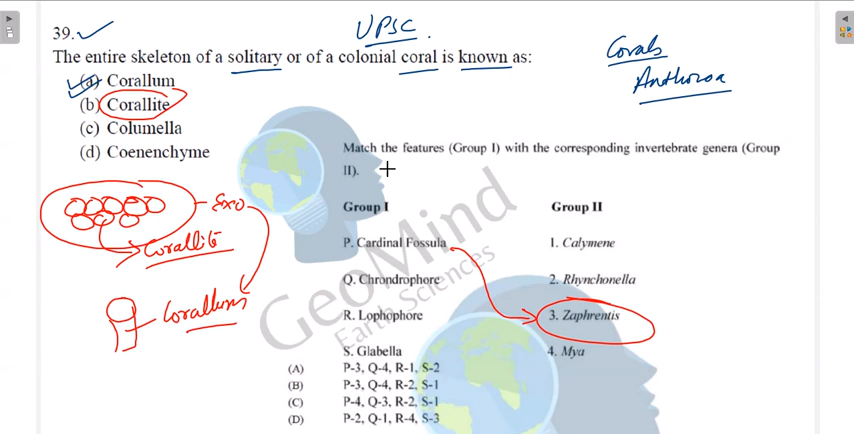 39.
UPSC.
The entire skeleton of a solitary or of a colonial coral is known as:
Corals
Anthozoa
(a) Corallum
(b) Corallite
(c) Columella
(d) Coenenchyme
Match the features (Group I) with the corresponding invertebrate genera (Group
II).
Exo
Corallite
Corallum
Group I Group II
P. Cardinal Fossula 1. Calymene
Q. Chrondrophore 2. Rhynchonella
R. Lophophore 3. Zaphrentis
S. Glabella 4. Mya
(A) P-3, Q-4, R-1, S-2
(B) P-3, Q-4, R-2, S-1
(C) P-4, Q-3, R-2, S-1
(D) P-2, Q-1, R-4, S-3
GeoMind
Earth Sciences